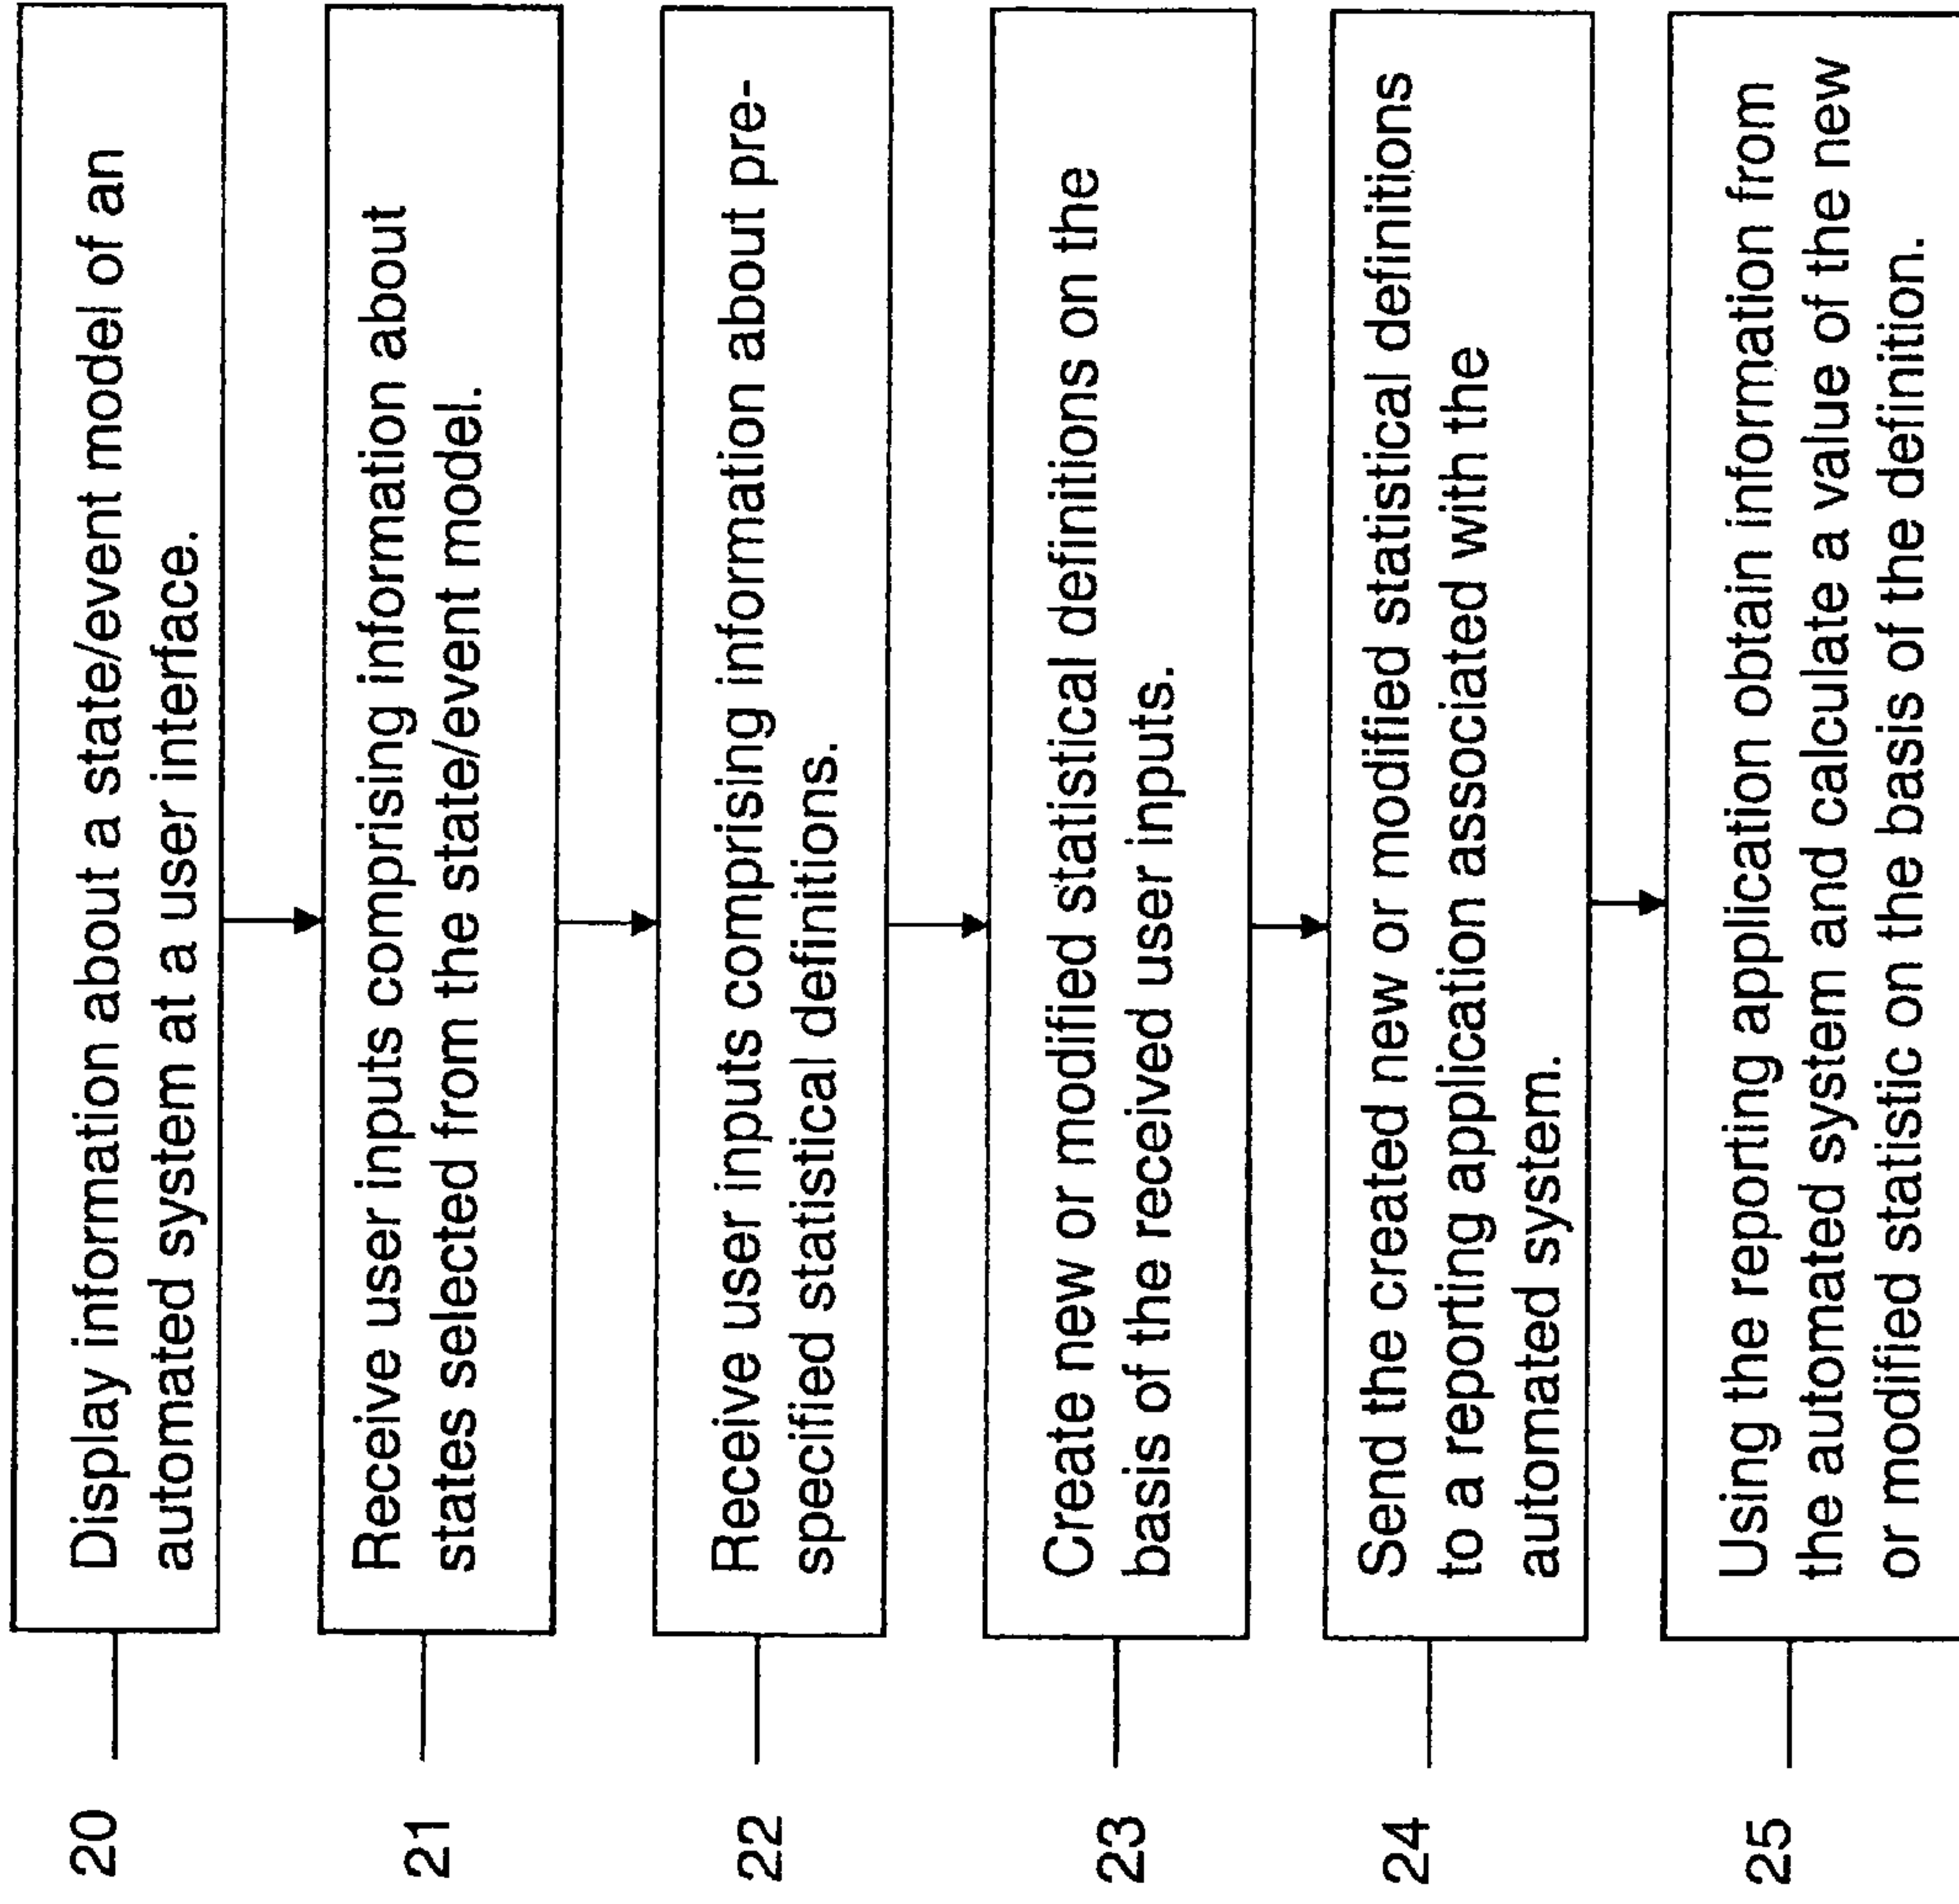 20
Display information about a state/event model of an
automated system at a user interface.
21
Receive user inputs comprising information about
states selected from the state/event model.
22
Receive user inputs comprising information about pre-
specified statistical definitions.
23
Create new or modified statistical definitions on the
basis of the received user inputs.
24
Send the created new or modified statistical definitions
to a reporting application associated with the
automated system.
25
Using the reporting application obtain information from
the automated system and calculate a value of the new
or modified statistic on the basis of the definition.